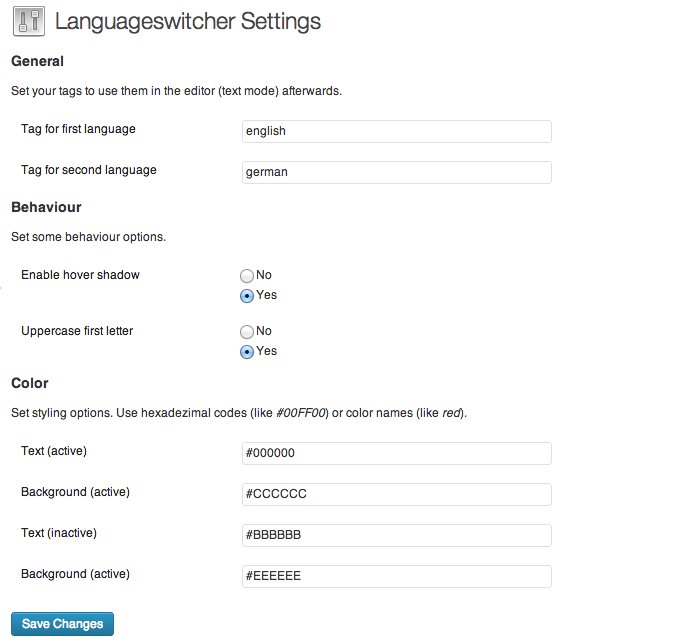 Languageswitcher Settings
General
Set your tags to use them in the editor (text mode) afterwards.
Tag for first language
english
Tag for second language
german
Behaviour
Set some behaviour options.
Enable hover shadow
No
Yes
Uppercase first letter
No
Yes
Color
Set styling options. Use hexadezimal codes (like #00FF00) or color names (like red).
Text (active)
#000000
Background (active)
#CCCCCC
Text (inactive)
#BBBBBB
Background (active)
#EEEEEE
Save Changes